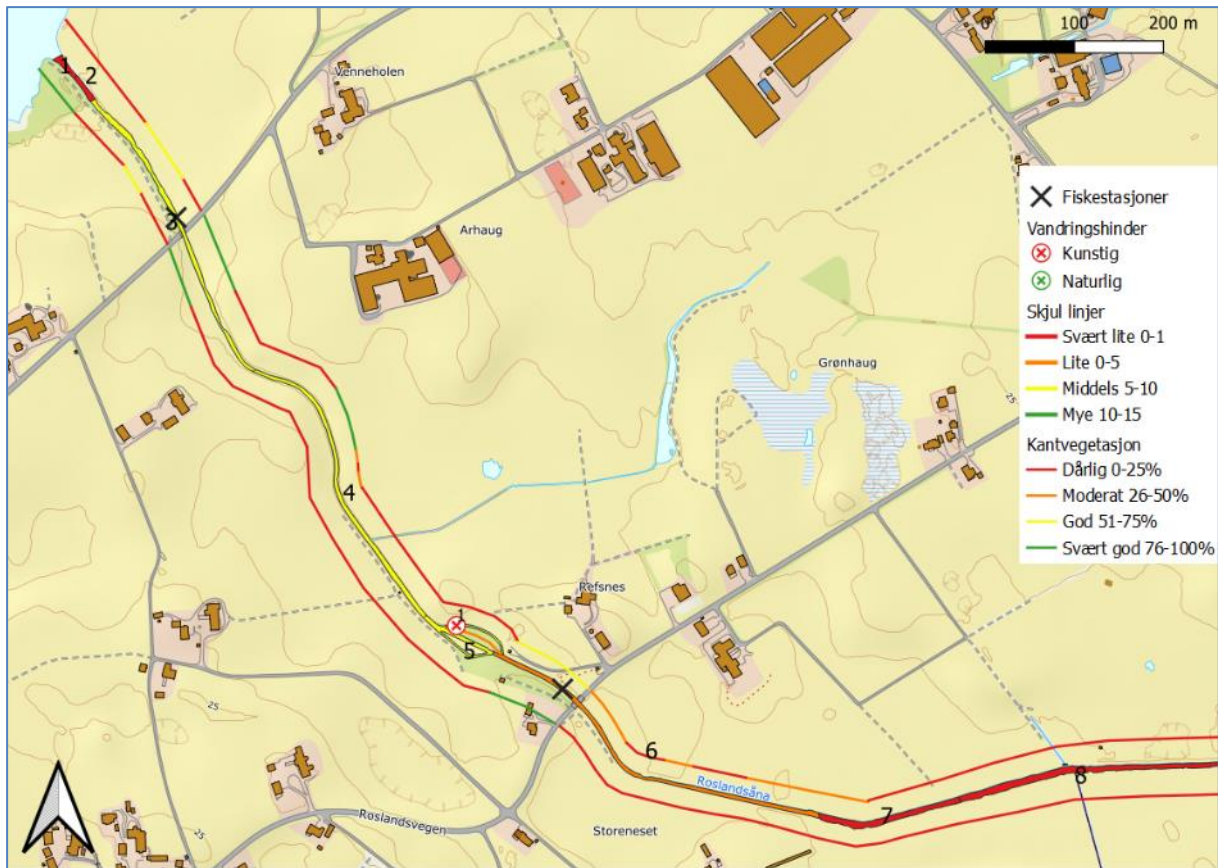 0 100 200 m
1
2
Venneholen
3
Arhaug
Grønhaug
25
4
Refsnes
1
5
25
6
Roslandsåna
7
8
Roslandsvegen
Storeneset
25
25
Fiskestasjoner
Vandringshinder
Kunstig
Naturlig
Skjul linjer
Svært lite 0-1
Lite 0-5
Middels 5-10
Mye 10-15
Kantvegetasjon
Dårlig 0-25%
Moderat 26-50%
God 51-75%
Svært god 76-100%